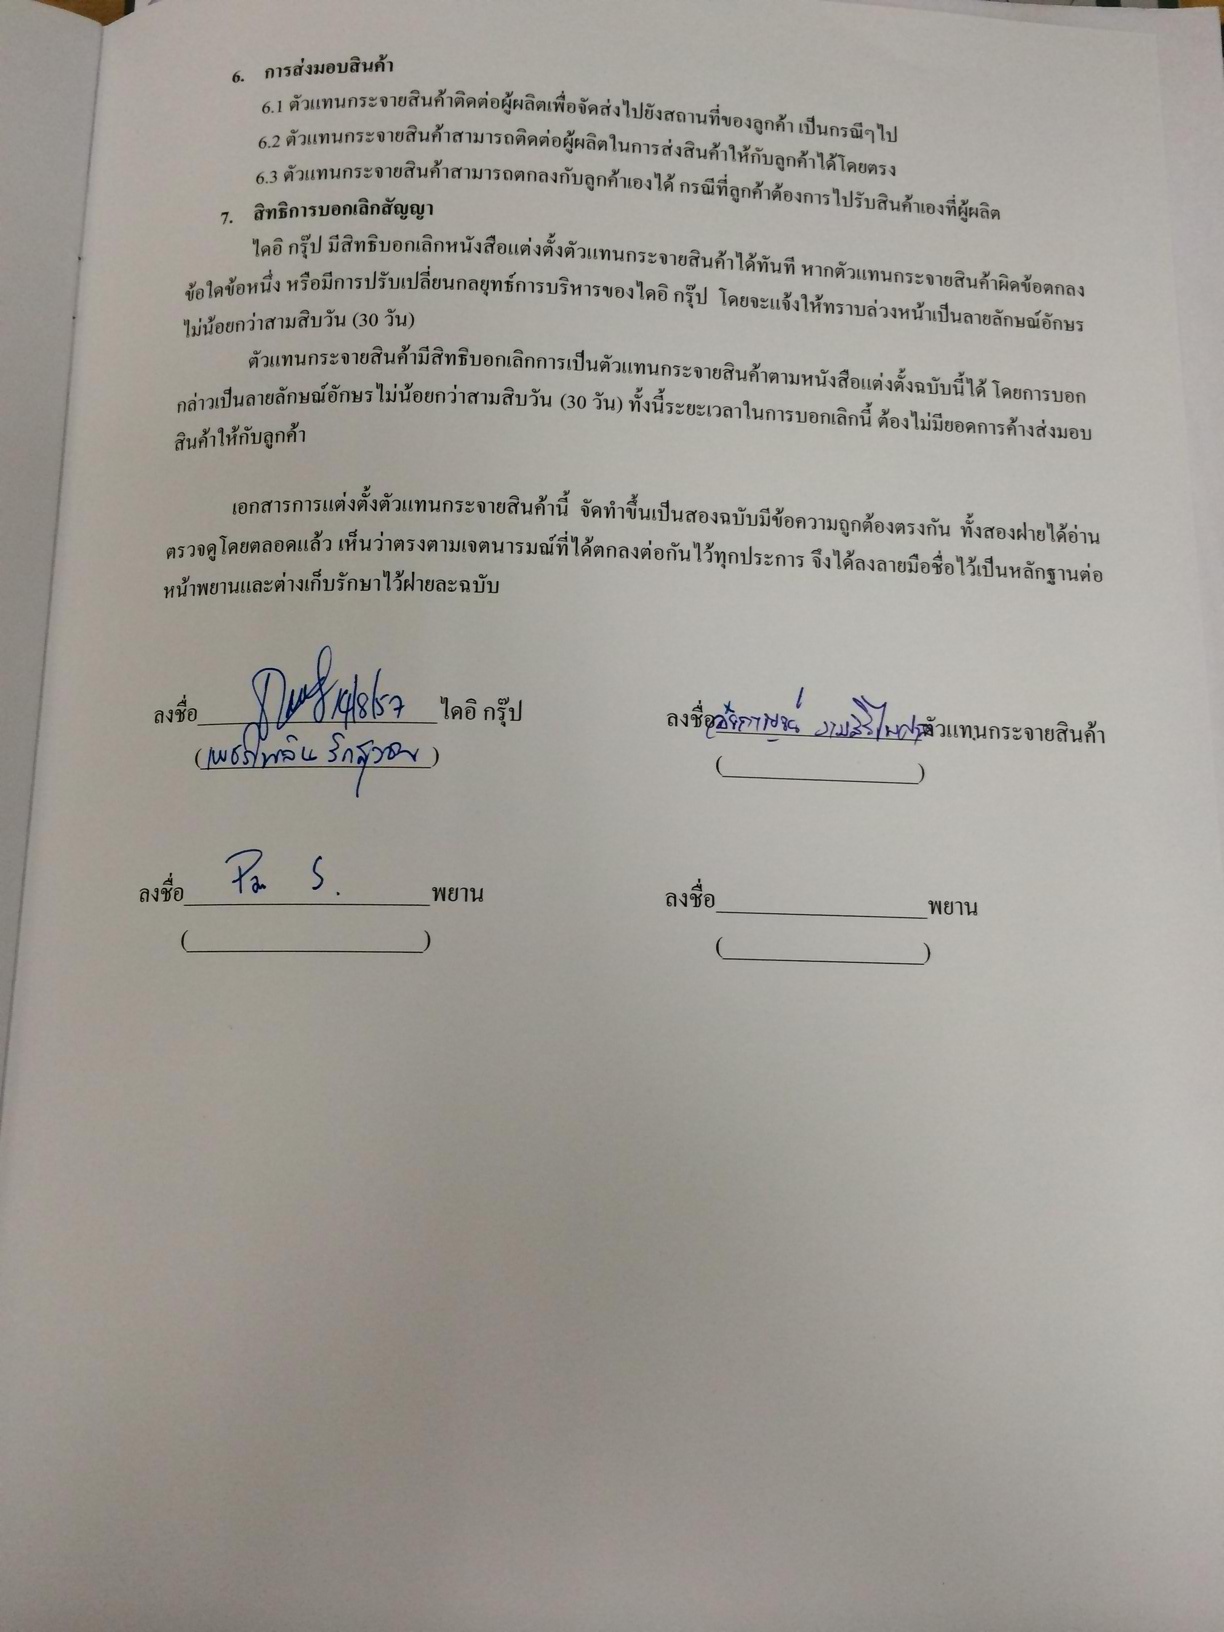 6. การส่งมอบสินค้า
6.1 ตัวแทนกระจายสินค้าติดต่อผู้ผลิตเพื่อจัดส่งไปยังสถานที่ของลูกค้า เป็นกรณีๆไป
6.2 ตัวแทนกระจายสินค้าสามารถติดต่อผู้ผลิตในการส่งสินค้าให้กับลูกค้าได้โดยตรง
6.3 ตัวแทนกระจายสินค้าสามารถตกลงกับลูกค้าเองได้ กรณีที่ลูกค้าต้องการไปรับสินค้าเองที่ผู้ผลิต
7. สิทธิการบอกเลิกสัญญา
ไดอิ กรุ๊ป มีสิทธิบอกเลิกหนังสือแต่งตั้งตัวแทนกระจายสินค้าได้ทันที หากตัวแทนกระจายสินค้าผิดข้อตกลง
ข้อใดข้อหนึ่ง หรือมีการปรับเปลี่ยนกลยุทธ์การบริหารของไดอิ กรุ๊ป โดยจะแจ้งให้ทราบล่วงหน้าเป็นลายลักษณ์อักษร
ไม่น้อยกว่าสามสิบวัน (30 วัน)
ตัวแทนกระจายสินค้ามีสิทธิบอกเลิกการเป็นตัวแทนกระจายสินค้าตามหนังสือแต่งตั้งฉบับนี้ได้ โดยการบอก
กล่าวเป็นลายลักษณ์อักษรไม่น้อยกว่าสามสิบวัน (30 วัน) ทั้งนี้ระยะเวลาในการบอกเลิกนี้ ต้องไม่มียอดการค้างส่งมอบ
สินค้าให้กับลูกค้า
เอกสารการแต่งตั้งตัวแทนกระจายสินค้านี้ จัดทำขึ้นเป็นสองฉบับมีข้อความถูกต้องตรงกัน ทั้งสองฝ่ายได้อ่าน
ตรวจดูโดยตลอดแล้ว เห็นว่าตรงตามเจตนารมณ์ที่ได้ตกลงต่อกันไว้ทุกประการ จึงได้ลงลายมือชื่อไว้เป็นหลักฐานต่อ
หน้าพยานและต่างเก็บรักษาไว้ฝ่ายละฉบับ
ลงชื่อ 14/8/57 ไดอิ กรุ๊ป
ลงชื่อ ตัวแทนกระจายสินค้า
ลงชื่อ พยาน
ลงชื่อ พยาน